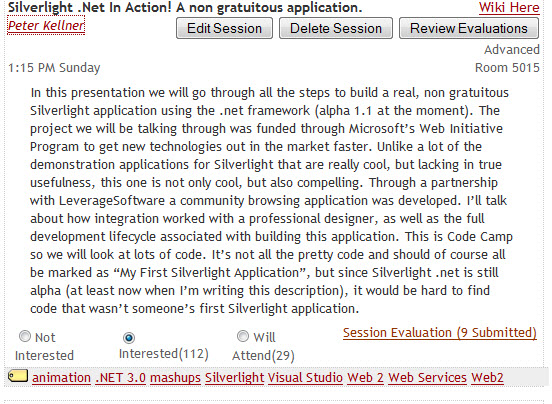 Silverlight .Net In Action! A non gratuitous application. Wiki Here
Peter Kellner Edit Session Delete Session Review Evaluations
Advanced
1:15 PM Sunday Room 5015
In this presentation we will go through all the steps to build a real, non gratuitous
Silverlight application using the .net framework (alpha 1.1 at the moment). The
project we will be talking through was funded through Microsoft's Web Initiative
Program to get new technologies out in the market faster. Unlike a lot of the
demonstration applications for Silverlight that are really cool, but lacking in true
usefulness, this one is not only cool, but also compelling. Through a partnership
with LeverageSoftware a community browsing application was developed. I'll talk
about how integration worked with a professional designer, as well as the full
development lifecycle associated with building this application. This is Code Camp
so we will look at lots of code. It's not all the pretty code and should of course all
be marked as “My First Silverlight Application”, but since Silverlight .net is still
alpha (at least now when I'm writing this description), it would be hard to find
code that wasn't someone's first Silverlight application.
Not Interested
Interested(112)
Will Attend(29)
Session Evaluation (9 Submitted)
animation .NET 3.0 mashups Silverlight Visual Studio Web 2 Web Services Web2